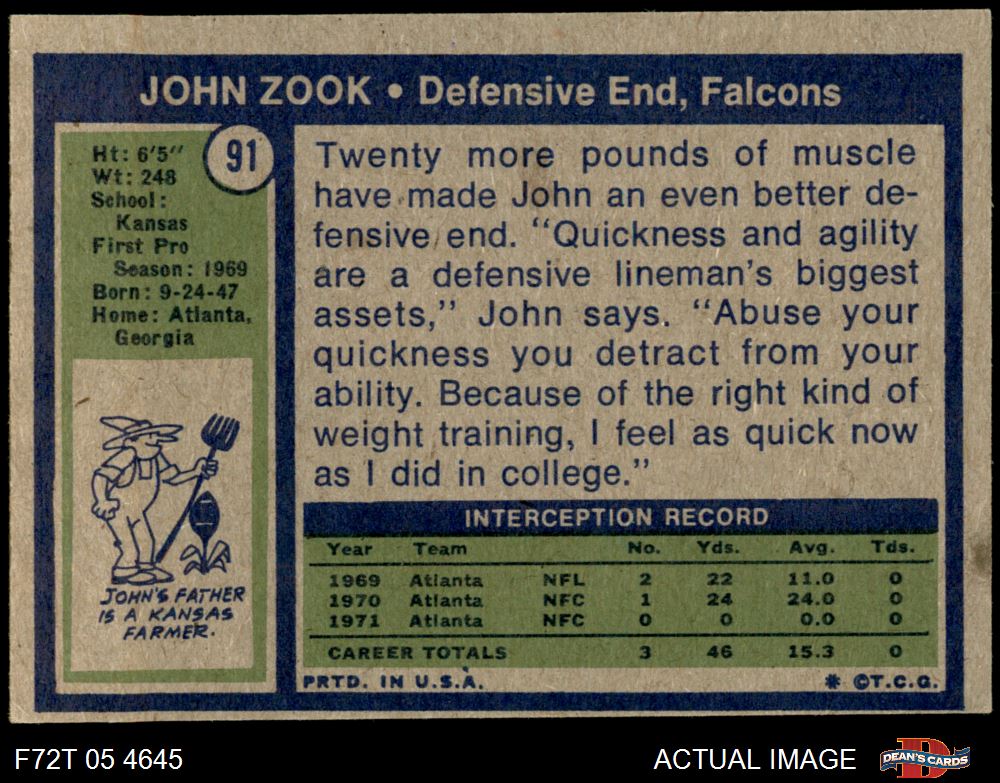 JOHN ZOOK • Defensive End, Falcons
91
Ht: 6'5"
Wt: 248
School:
Kansas
First Pro
Season: 1969
Born: 9-24-47
Home: Atlanta,
Georgia
JOHN'S FATHER
IS A KANSAS
FARMER.
Twenty more pounds of muscle
have made John an even better de-
fensive end. "Quickness and agility
are a defensive lineman's biggest
assets," John says. "Abuse your
quickness you detract from your
ability. Because of the right kind of
weight training, I feel as quick now
as I did in college."
INTERCEPTION RECORD
Year Team No. Yds. Avg. Tds.
1969 Atlanta NFL 2 22 11.0 0
1970 Atlanta NFC 1 24 24.0 0
1971 Atlanta NFC 0 0 0.0 0
CAREER TOTALS 3 46 15.3 0
PRTD. IN U.S.A. * ©T.C.G.
F72T 05 4645 ACTUAL IMAGE DEAN'S CARDS